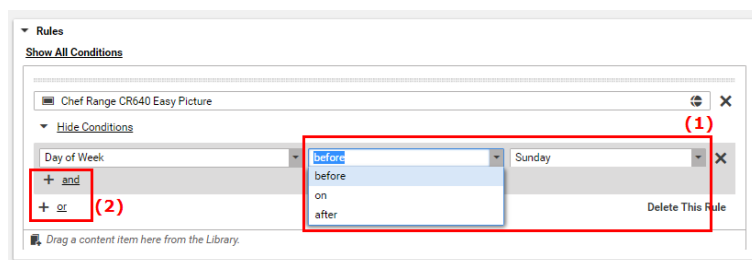 Rules
Show All Conditions
Chef Range CR640 Easy Picture
Hide Conditions
(1)
Day of Week before Sunday
+ and
before
+ or (2)
on
after
Delete This Rule
Drag a content item here from the Library.